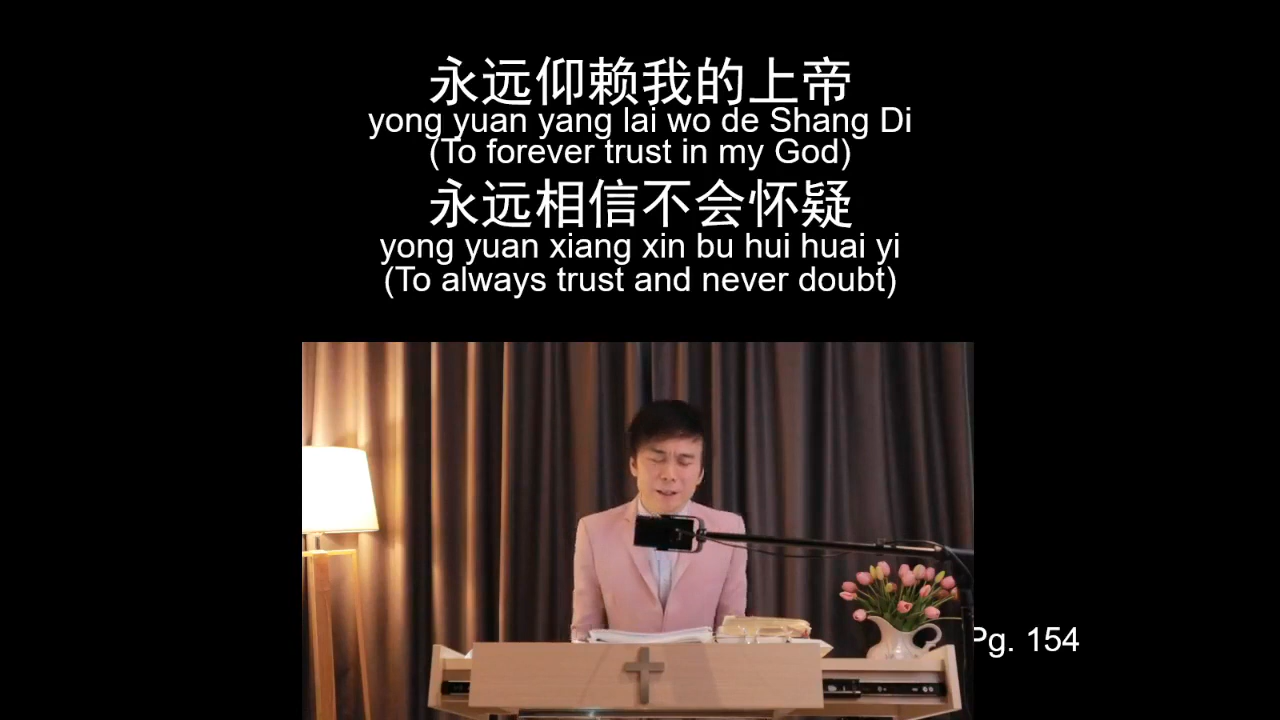 永远仰赖我的上帝
yong yuan yang lai wo de Shang Di
(To forever trust in my God)
永远相信不会怀疑
yong yuan xiang xin bu hui huai yi
(To always trust and never doubt)
Pg. 154